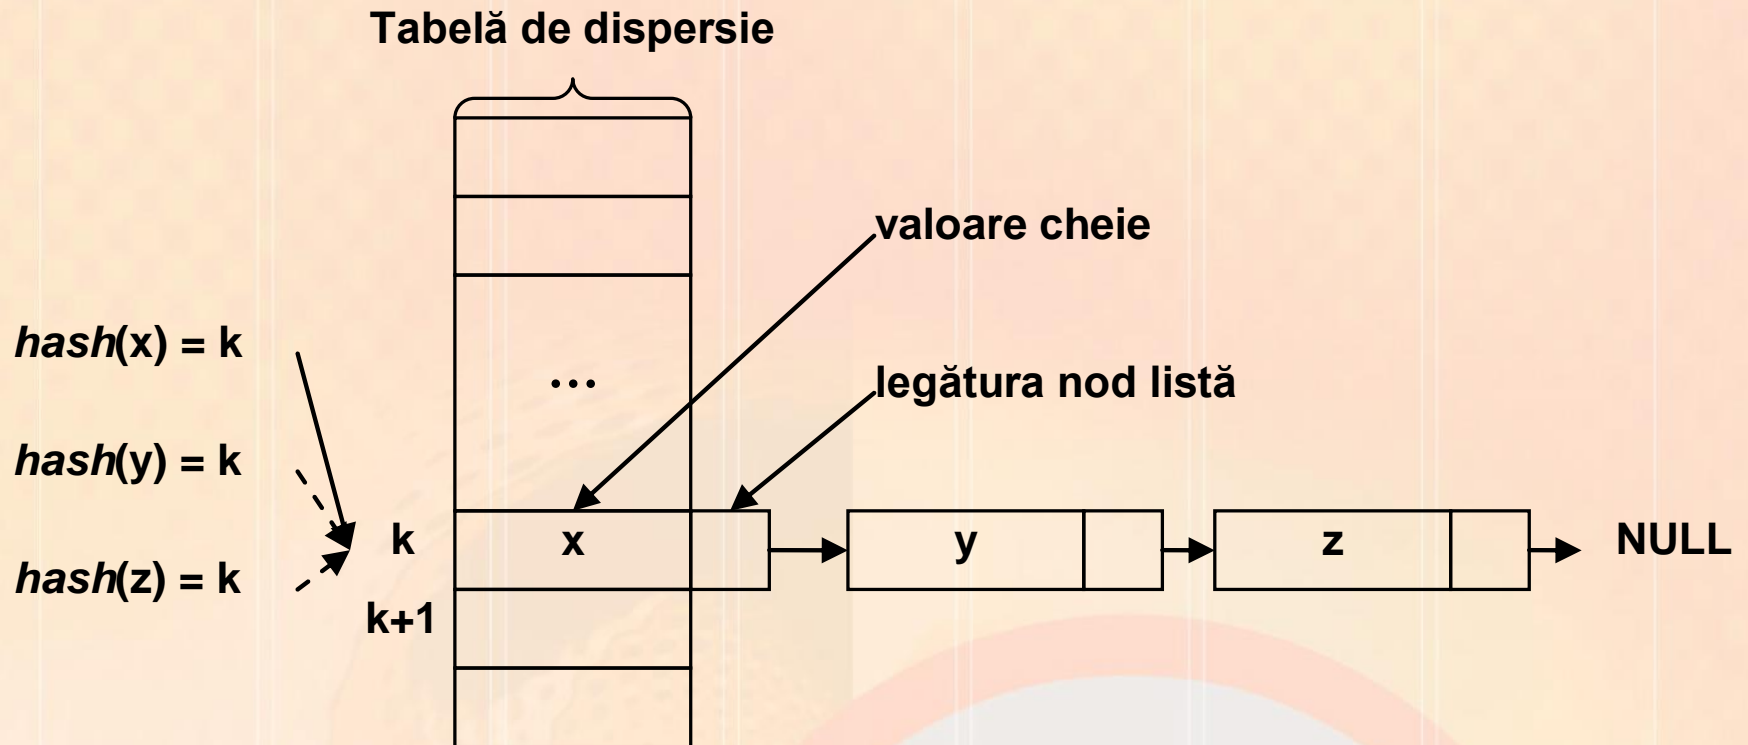 Tabelă de dispersie
valoare cheie
hash(x) = k
...
legătura nod listă
hash(y) = k
k x y z NULL
hash(z) = k
k+1